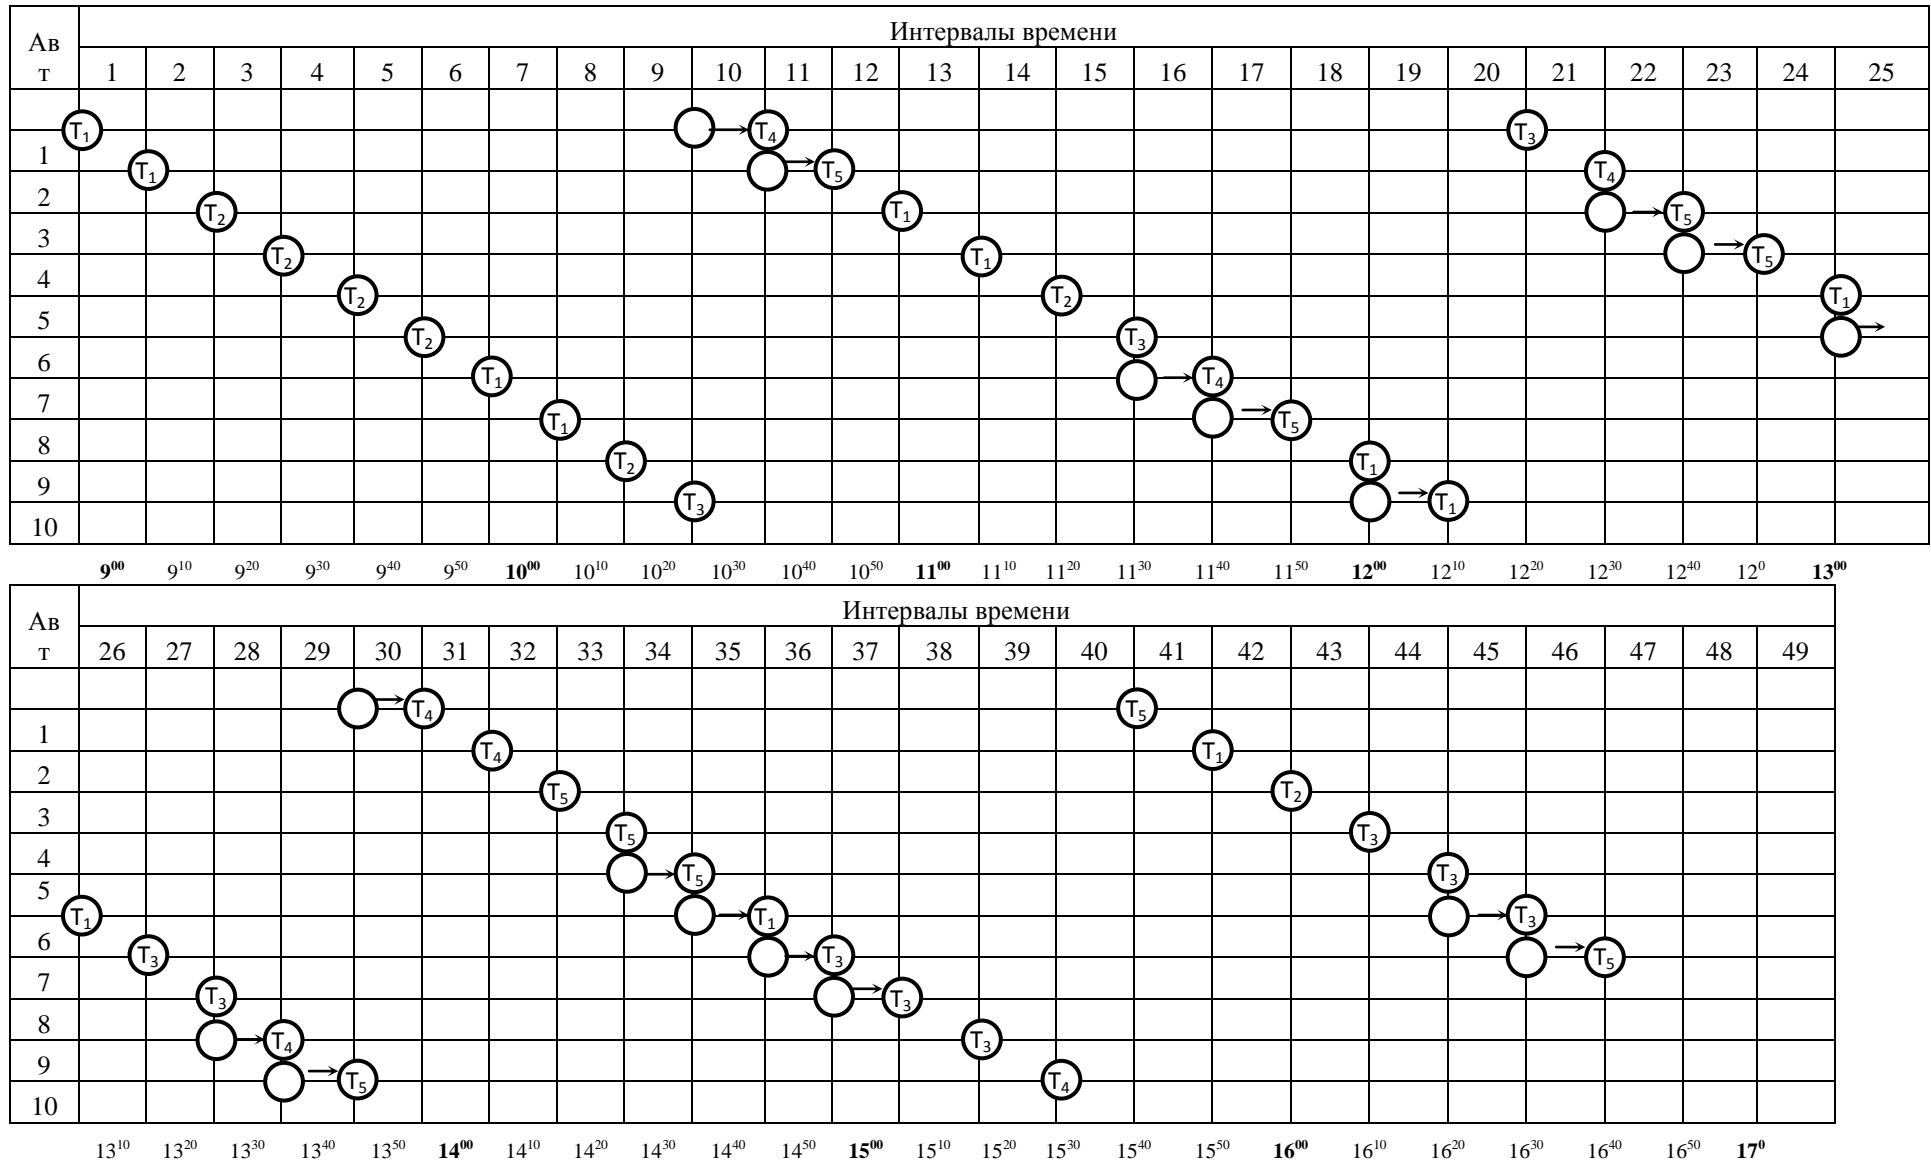 Ав т Интервалы времени
1 2 3 4 5 6 7 8 9 10 11 12 13 14 15 16 17 18 19 20 21 22 23 24 25
T₁ T₄ T₃
1 T₁ T₅ T₄
2 T₂ T₁ T₅
3 T₂ T₁ T₅
4 T₂ T₂ T₁
5 T₂ T₃
6 T₁ T₄
7 T₁ T₅
8 T₂ T₁
9 T₃ T₁
10
9⁰⁰ 9¹⁰ 9²⁰ 9³⁰ 9⁴⁰ 9⁵⁰ 10⁰⁰ 10¹⁰ 10²⁰ 10³⁰ 10⁴⁰ 10⁵⁰ 11⁰⁰ 11¹⁰ 11²⁰ 11³⁰ 11⁴⁰ 11⁵⁰ 12⁰⁰ 12¹⁰ 12²⁰ 12³⁰ 12⁴⁰ 12⁰ 13⁰⁰
Ав т Интервалы времени
26 27 28 29 30 31 32 33 34 35 36 37 38 39 40 41 42 43 44 45 46 47 48 49
T₄ T₅
1 T₄ T₁
2 T₅ T₂
3 T₅ T₃
4 T₅ T₃
5 T₁ T₁ T₃
6 T₃ T₃ T₅
7 T₃ T₃
8 T₄ T₃
9 T₅ T₄
10
13¹⁰ 13²⁰ 13³⁰ 13⁴⁰ 13⁵⁰ 14⁰⁰ 14¹⁰ 14²⁰ 14³⁰ 14⁴⁰ 14⁵⁰ 15⁰⁰ 15¹⁰ 15²⁰ 15³⁰ 15⁴⁰ 15⁵⁰ 16⁰⁰ 16¹⁰ 16²⁰ 16³⁰ 16⁴⁰ 16⁵⁰ 17⁰